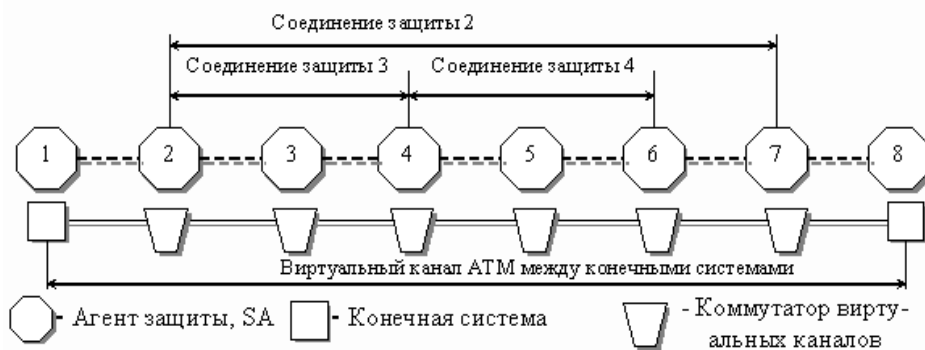 Соединение защиты 2
Соединение защиты 3 Соединение защиты 4
1 2 3 4 5 6 7 8
Виртуальный канал АТМ между конечными системами
- Агент защиты, SA - Конечная система - Коммутатор вирту-
альных каналов